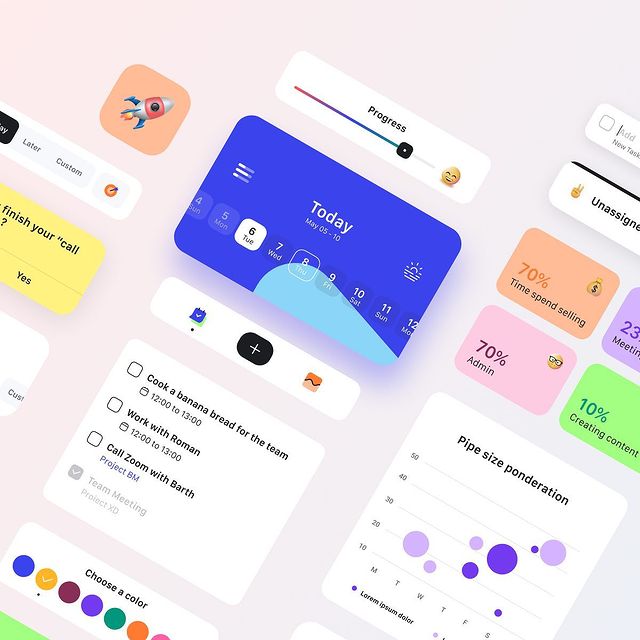 Progress
Later
Custom
Add
New Task
Today
May 05 - 10
4
Sun
5
Mon
6
Tue
7
Wed
8
Thu
9
Fri
10
Sat
11
Sun
12
finish your "call
?
Yes
Unassigne
70%
Time spend selling
23
Meetin
70%
Admin
10%
Creating content
Cook a banana bread for the team
12:00 to 13:00
Work with Roman
12:00 to 13:00
Call Zoom with Barth
Project BM
Team Meeting
Project XD
Pipe size ponderation
50
40
30
20
10
M
T
W
T
F
S
Lorem ipsum dolor
Choose a color